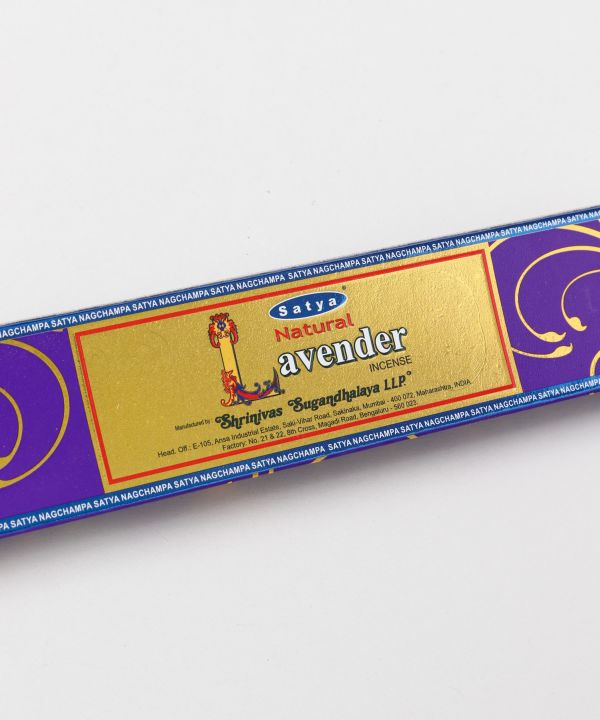 SATYA NAGCHAMPA SATYA NAGCHAMPA SATYA NAGCHAMPA SATYA NAGCHAMPA SATYA NAGCHAMPA SATYA NAGCHAMPA SATYA NAGCHAMPA
Satya®
Natural
Lavender
INCENSE
Manufactured by : Shrinivas Sugandhalaya LLP®
Head. Off.: E-105, Ansa Industrial Estate, Saki-Vihar Road, Sakinaka, Mumbai - 400 072, Maharashtra, INDIA.
Factory: No. 21 & 22, 8th Cross, Magadi Road, Bengaluru - 560 023.
SATYA NAGCHAMPA SATYA NAGCHAMPA SATYA NAGCHAMPA SATYA NAGCHAMPA SATYA NAGCHAMPA SATYA NAGCHAMPA